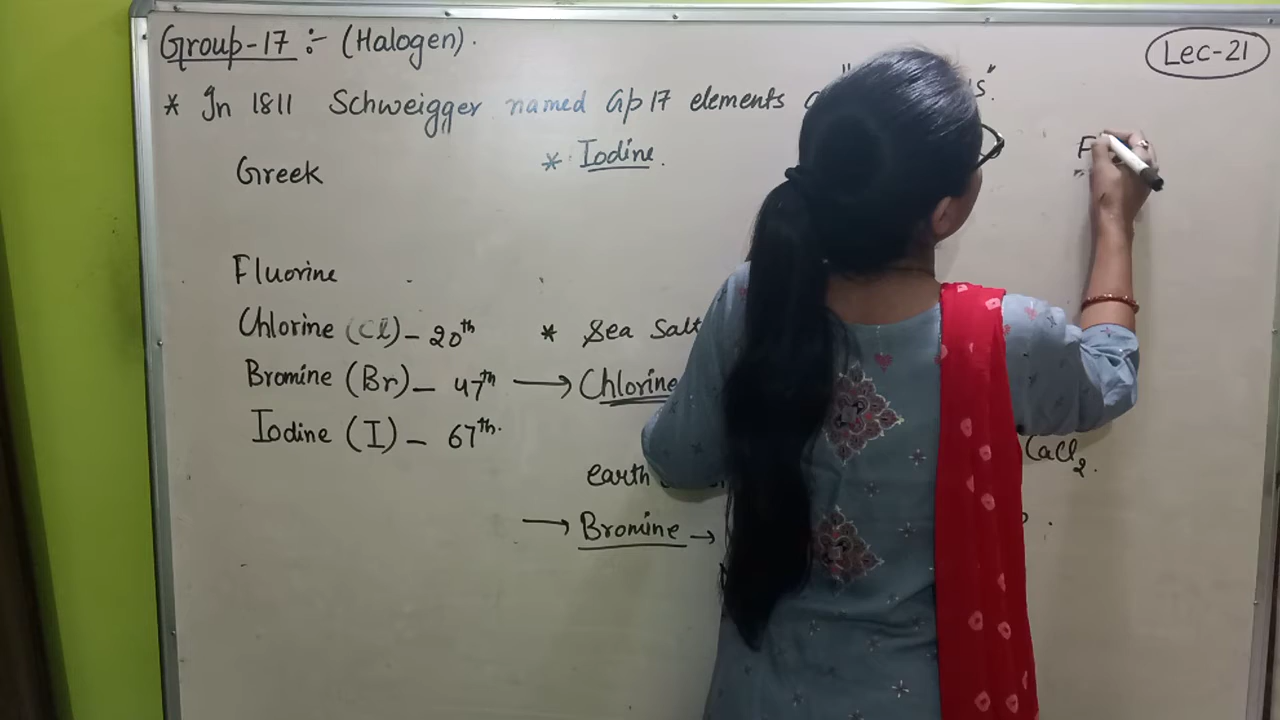 Group-17 :- (Halogen).
Lec-21
* In 1811 Schweigger named Gp 17 elements
* Iodine.
Greek
F
Fluorine
Chlorine (Cl) - 20th * Sea Salt
Bromine (Br) - 47th → Chlorine
Iodine (I) - 67th.
CaCl2.
earth
→ Bromine →